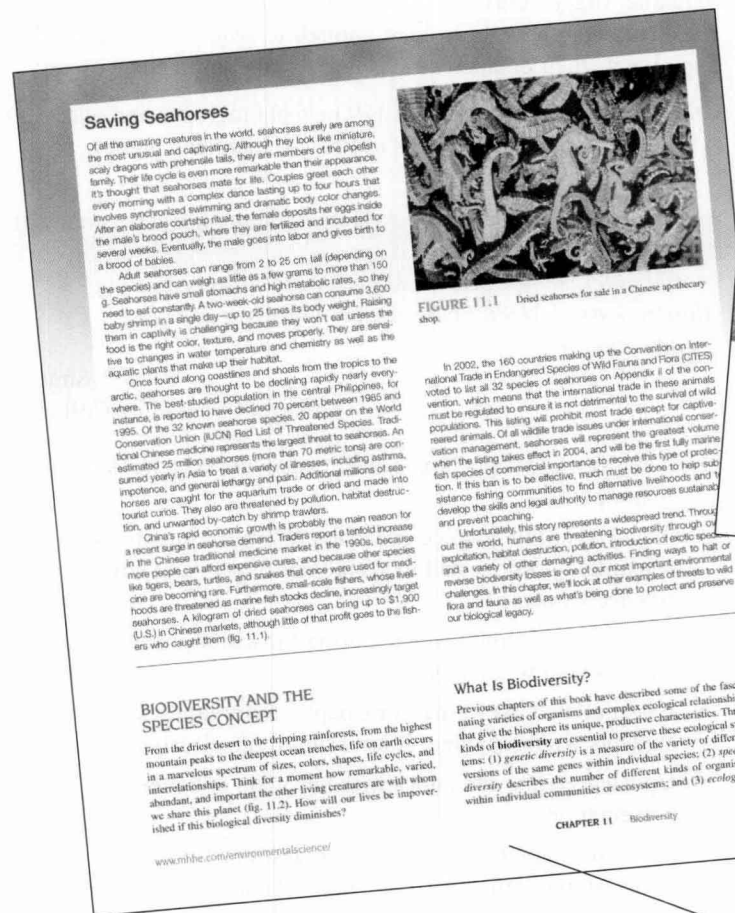 Saving Seahorses
Of all the amazing creatures in the world, seahorses surely are among
the most unusual and captivating. Although they look like miniature,
scaly dragons with prehensile tails, they are members of the pipefish
family. Their life cycle is even more remarkable than their appearance.
It's thought that seahorses mate for life. Couples greet each other
every morning with a complex dance lasting up to four hours that
involves synchronized swimming and dramatic body color changes.
After an elaborate courtship ritual, the female deposits her eggs inside
the male's brood pouch, where they are fertilized and incubated for
several weeks. Eventually, the male goes into labor and gives birth to
a brood of babies.
Adult seahorses can range from 2 to 25 cm tall (depending on
the species) and can weigh as little as a few grams to more than 150
g. Seahorses have small stomachs and high metabolic rates, so they
need to eat constantly. A two-week-old seahorse can consume 3,600
baby shrimp in a single day—up to 25 times its body weight. Raising
them in captivity is challenging because they won't eat unless the
food is the right color, texture, and moves properly. They are sensi-
tive to changes in water temperature and chemistry as well as the
aquatic plants that make up their habitat.
Once found along coastlines and shoals from the tropics to the
arctic, seahorses are thought to be declining rapidly nearly every-
where. The best-studied population in the central Philippines, for
instance, is reported to have declined 70 percent between 1985 and
1995. Of the 32 known seahorse species, 20 appear on the World
Conservation Union (IUCN) Red List of Threatened Species. Tradi-
tional Chinese medicine represents the largest threat to seahorses. An
estimated 25 million seahorses (more than 70 metric tons) are con-
sumed yearly in Asia to treat a variety of illnesses, including asthma,
impotence, and general lethargy and pain. Additional millions of sea-
horses are caught for the aquarium trade or dried and made into
tourist curios. They also are threatened by pollution, habitat destruc-
tion, and unwanted by-catch by shrimp trawlers.
China's rapid economic growth is probably the main reason for
a recent surge in seahorse demand. Traders report a tenfold increase
in the Chinese traditional medicine market in the 1990s, because
more people can afford expensive cures, and because other species
like tigers, bears, turtles, and snakes that once were used for medi-
cine are becoming rare. Furthermore, small-scale fishers, whose liveli-
hoods are threatened as marine fish stocks decline, increasingly target
seahorses. A kilogram of dried seahorses can bring up to $1,900
(U.S.) in Chinese markets, although little of that profit goes to the fish-
ers who caught them (fig. 11.1).
FIGURE 11.1 Dried seahorses for sale in a Chinese apothecary
shop.
In 2002, the 160 countries making up the Convention on Inter-
national Trade in Endangered Species of Wild Fauna and Flora (CITES)
voted to list all 32 species of seahorses on Appendix II of the con-
vention, which means that the international trade in these animals
must be regulated to ensure it is not detrimental to the survival of wild
populations. This listing will prohibit most trade except for captive-
reared animals. Of all wildlife trade issues under international conser-
vation management, seahorses will represent the greatest volume
when the listing takes effect in 2004, and will be the first fully marine
fish species of commercial importance to receive this type of protec-
tion. If this ban is to be effective, much must be done to help sub
sistance fishing communities to find alternative livelihoods and
develop the skills and legal authority to manage resources sustainab
and prevent poaching.
Unfortunately, this story represents a widespread trend. Throug
out the world, humans are threatening biodiversity through ov
exploitation, habitat destruction, pollution, introduction of exotic spec
and a variety of other damaging activities. Finding ways to halt or
reverse biodiversity losses is one of our most important environmental
challenges. In this chapter, we'll look at other examples of threats to wild
flora and fauna as well as what's being done to protect and preserve
our biological legacy.
BIODIVERSITY AND THE
SPECIES CONCEPT
From the driest desert to the dripping rainforests, from the highest
mountain peaks to the deepest ocean trenches, life on earth occurs
in a marvelous spectrum of sizes, colors, shapes, life cycles, and
interrelationships. Think for a moment how remarkable, varied,
abundant, and important the other living creatures are with whom
we share this planet (fig. 11.2). How will our lives be impover-
ished if this biological diversity diminishes?
What Is Biodiversity?
Previous chapters of this book have described some of the fasc
nating varieties of organisms and complex ecological relationshi
that give the biosphere its unique, productive characteristics. Thr
kinds of biodiversity are essential to preserve these ecological s
tems: (1) genetic diversity is a measure of the variety of differ
versions of the same genes within individual species; (2) spec
diversity describes the number of different kinds of organis
within individual communities or ecosystems; and (3) ecolog
www.mhhe.com/environmentalscience/
CHAPTER 11 Biodiversity